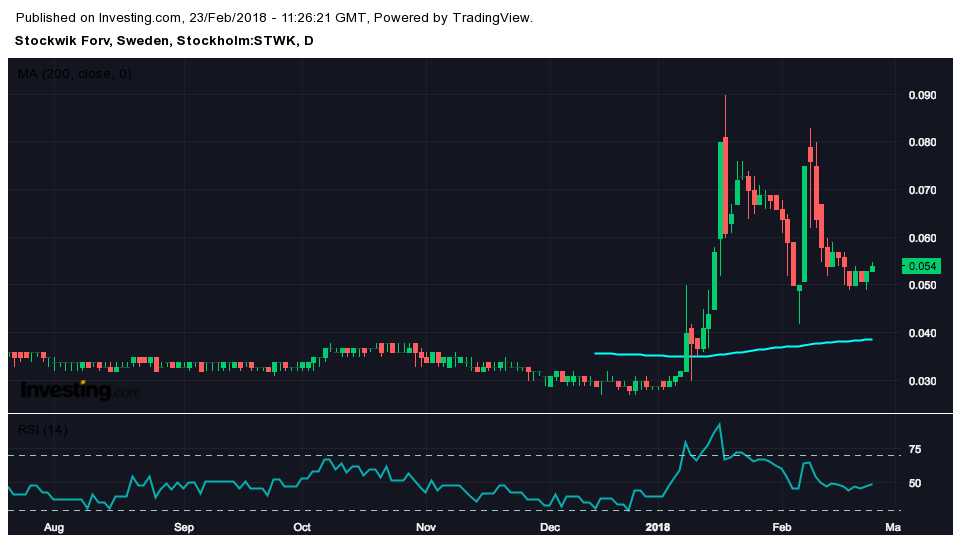 Published on Investing.com, 23/Feb/2018 - 11:26:21 GMT, Powered by TradingView.
Stockwik Forv, Sweden, Stockholm:STWK, D
MA (200, close, 0)
0.090
0.080
0.070
0.060
0.054
0.050
0.040
0.030
Investing.com
RSI (14)
75
50
Aug Sep Oct Nov Dec 2018 Feb Ma